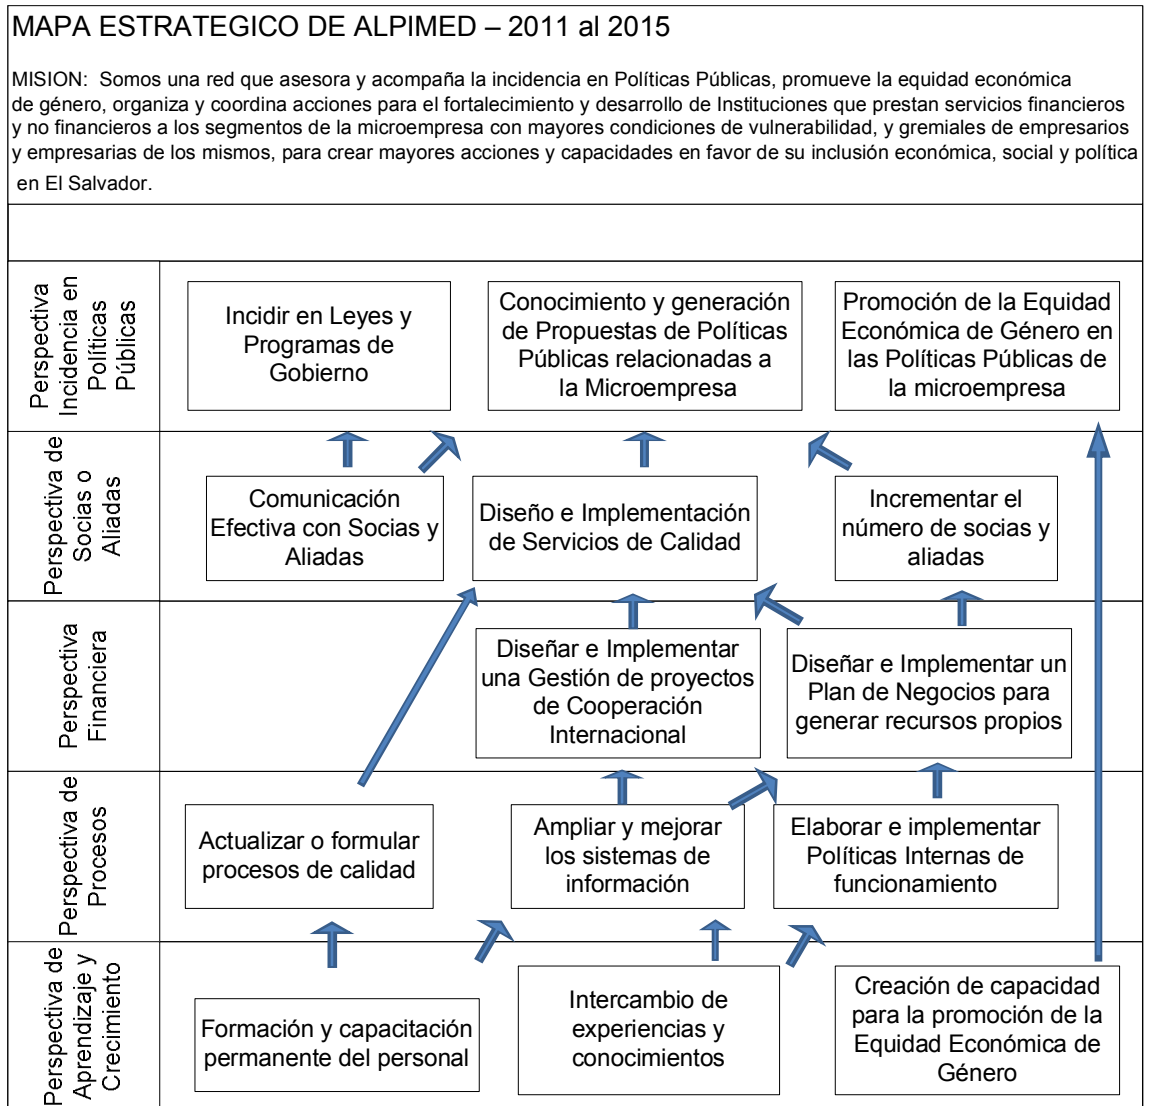 MAPA ESTRATEGICO DE ALPIMED – 2011 al 2015
MISION: Somos una red que asesora y acompaña la incidencia en Políticas Públicas, promueve la equidad económica
de género, organiza y coordina acciones para el fortalecimiento y desarrollo de Instituciones que prestan servicios financieros
y no financieros a los segmentos de la microempresa con mayores condiciones de vulnerabilidad, y gremiales de empresarios
y empresarias de los mismos, para crear mayores acciones y capacidades en favor de su inclusión económica, social y política
en El Salvador.
Perspectiva
Incidencia en
Políticas
Públicas
Incidir en Leyes y
Programas de
Gobierno
Conocimiento y generación
de Propuestas de Políticas
Públicas relacionadas a
la Microempresa
Promoción de la Equidad
Económica de Género en
las Políticas Públicas de
la microempresa
Perspectiva de
Socias o
Aliadas
Comunicación
Efectiva con Socias y
Aliadas
Diseño e Implementación
de Servicios de Calidad
Incrementar el
número de socias y
aliadas
Perspectiva
Financiera
Diseñar e Implementar
una Gestión de proyectos
de Cooperación
Internacional
Diseñar e Implementar un
Plan de Negocios para
generar recursos propios
Perspectiva de
Procesos
Actualizar o formular
procesos de calidad
Ampliar y mejorar
los sistemas de
información
Elaborar e implementar
Políticas Internas de
funcionamiento
Perspectiva de
Aprendizaje y
Crecimiento
Formación y capacitación
permanente del personal
Intercambio de
experiencias y
conocimientos
Creación de capacidad
para la promoción de la
Equidad Económica de
Género